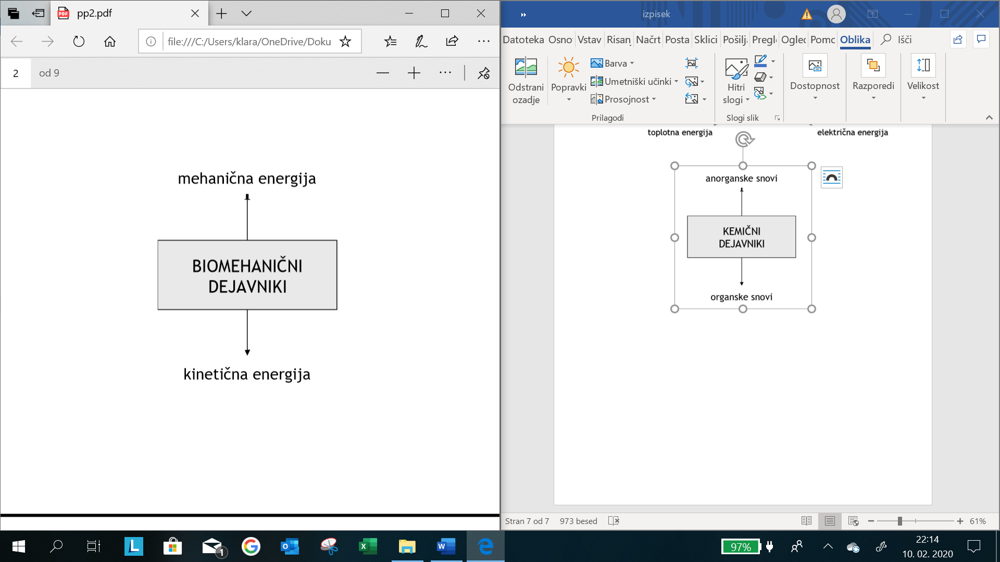 pp2.pdf
file:///C:/Users/klara/OneDrive/Doku
2 od 9
mehanična energija
BIOMEHANIČNI
DEJAVNIKI
kinetična energija
izpisek
Datoteka Osno Vstav Risanj Načrt Posta Sklici Pošilj Pregl Ogled Pomc Oblika Išči
Odstrani
ozadje
Popravki
Barva
Umetniški učinki
Prosojnost
Prilagodi
Hitri
slogi
Slogi slik
Dostopnost
Razporedi
Velikost
toplotna energija
električna energija
anorganske snovi
KEMIČNI
DEJAVNIKI
organske snovi
Stran 7 od 7 973 besed
61%
L
1
G
97%
22:14
10. 02. 2020